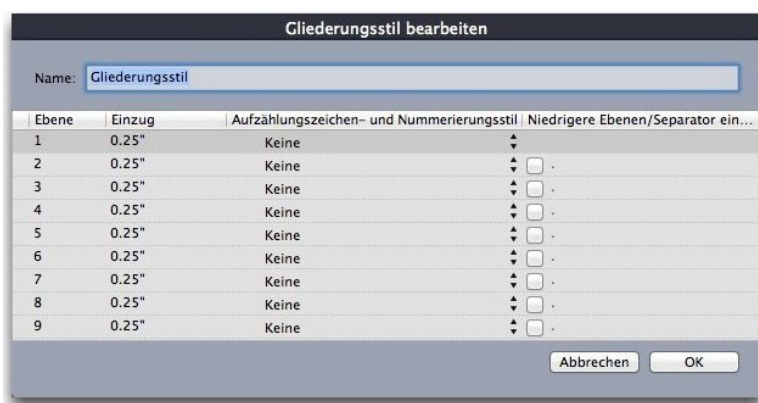 Gliederungsstil bearbeiten
Name: Gliederungsstil
Ebene Einzug Aufzählungszeichen- und Nummerierungsstil Niedrigere Ebenen/Separator ein...
1 0.25" Keine
2 0.25" Keine .
3 0.25" Keine .
4 0.25" Keine .
5 0.25" Keine .
6 0.25" Keine .
7 0.25" Keine .
8 0.25" Keine .
9 0.25" Keine .
Abbrechen OK